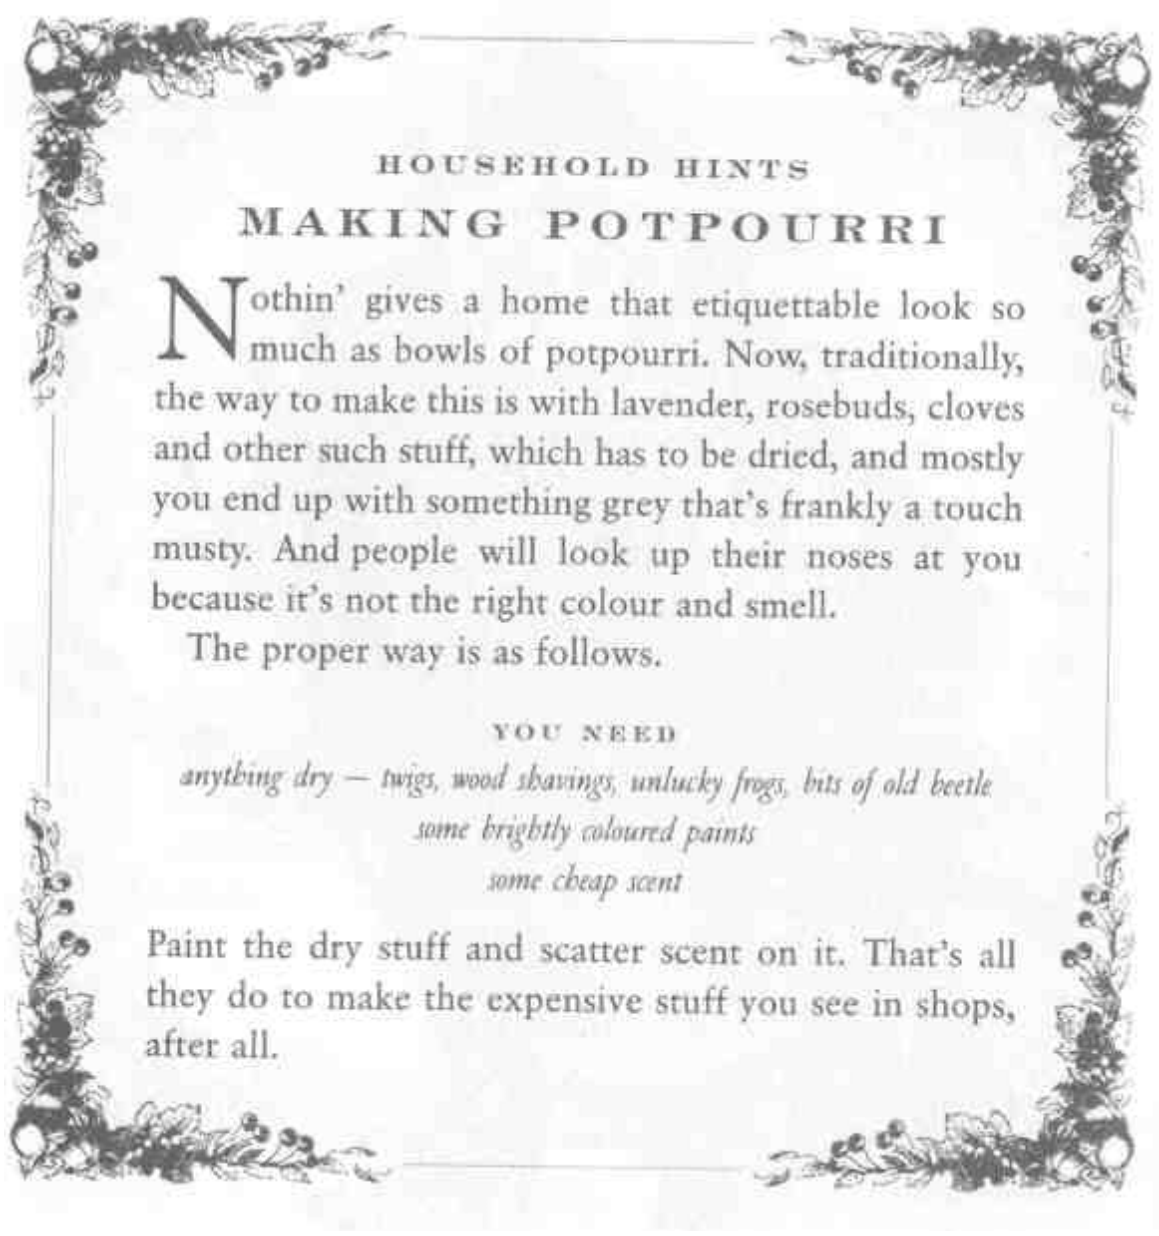 HOUSEHOLD HINTS
MAKING POTPOURRI
Nothin' gives a home that etiquettable look so
much as bowls of potpourri. Now, traditionally,
the way to make this is with lavender, rosebuds, cloves
and other such stuff, which has to be dried, and mostly
you end up with something grey that's frankly a touch
musty. And people will look up their noses at you
because it's not the right colour and smell.
The proper way is as follows.
YOU NEED
anything dry — twigs, wood shavings, unlucky frogs, bits of old beetle
some brightly coloured paints
some cheap scent
Paint the dry stuff and scatter scent on it. That's all
they do to make the expensive stuff you see in shops,
after all.